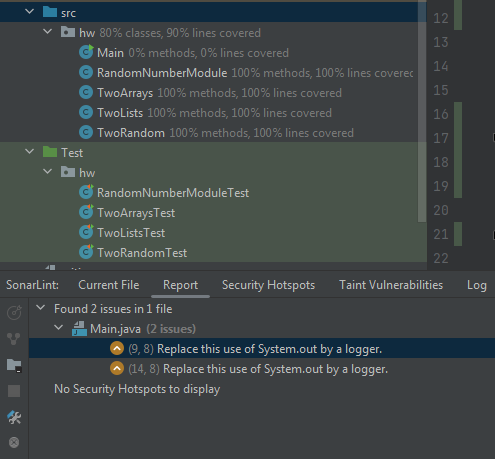 src
hw 80% classes, 90% lines covered
Main 0% methods, 0% lines covered
RandomNumberModule 100% methods, 100% lines covere
TwoArrays 100% methods, 100% lines covered
TwoLists 100% methods, 100% lines covered
TwoRandom 100% methods, 100% lines covered
Test
hw
RandomNumberModuleTest
TwoArraysTest
TwoListsTest
TwoRandomTest
12
13
14
15
16
17
18
19
20
21
22
SonarLint: Current File Report Security Hotspots Taint Vulnerabilities Log
Found 2 issues in 1 file
Main.java (2 issues)
(9, 8) Replace this use of System.out by a logger.
(14, 8) Replace this use of System.out by a logger.
No Security Hotspots to display